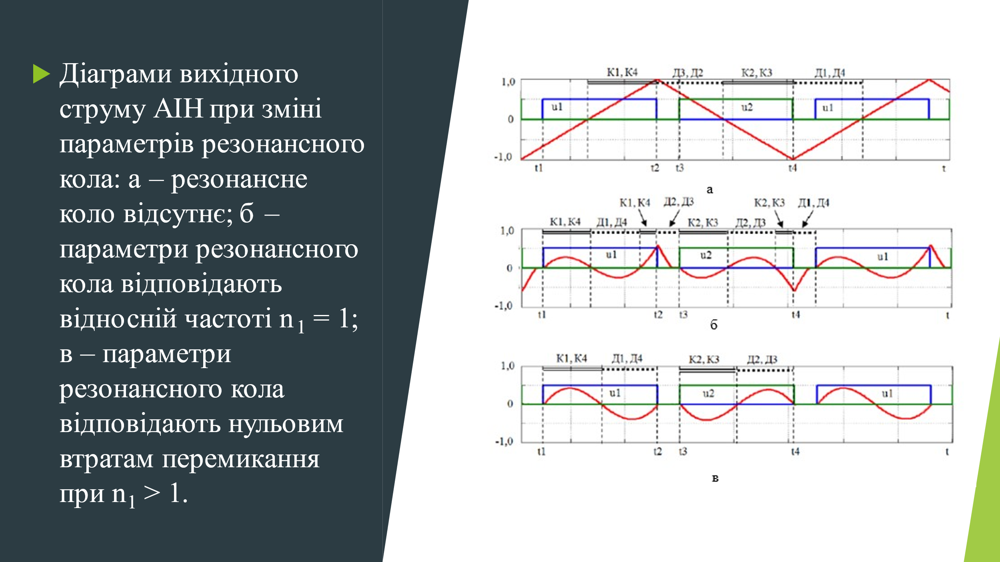 Діаграми вихідного
струму АІН при зміні
параметрів резонансного
кола: а – резонансне
коло відсутнє; б –
параметри резонансного
кола відповідають
відносній частоті n1 = 1;
в – параметри
резонансного кола
відповідають нульовим
втратам перемикання
при n1 > 1.
К1, К4 Д3, Д2 К2, К3 Д1, Д4
1,0
u1 u2 u1
0
-1,0
t1 t2 t3 t4 t
а
К1, К4 Д2, Д3 К2, К3 Д1, Д4
К1, К4 Д1, Д4 К2, К3 Д2, Д3
1,0
u1 u2 u1
0
-1,0
t1 t2 t3 t4 t
б
К1, К4 Д1, Д4 К2, К3 Д2, Д3
1,0
u1 u2 u1
0
-1,0
t1 t2 t3 t4 t
в